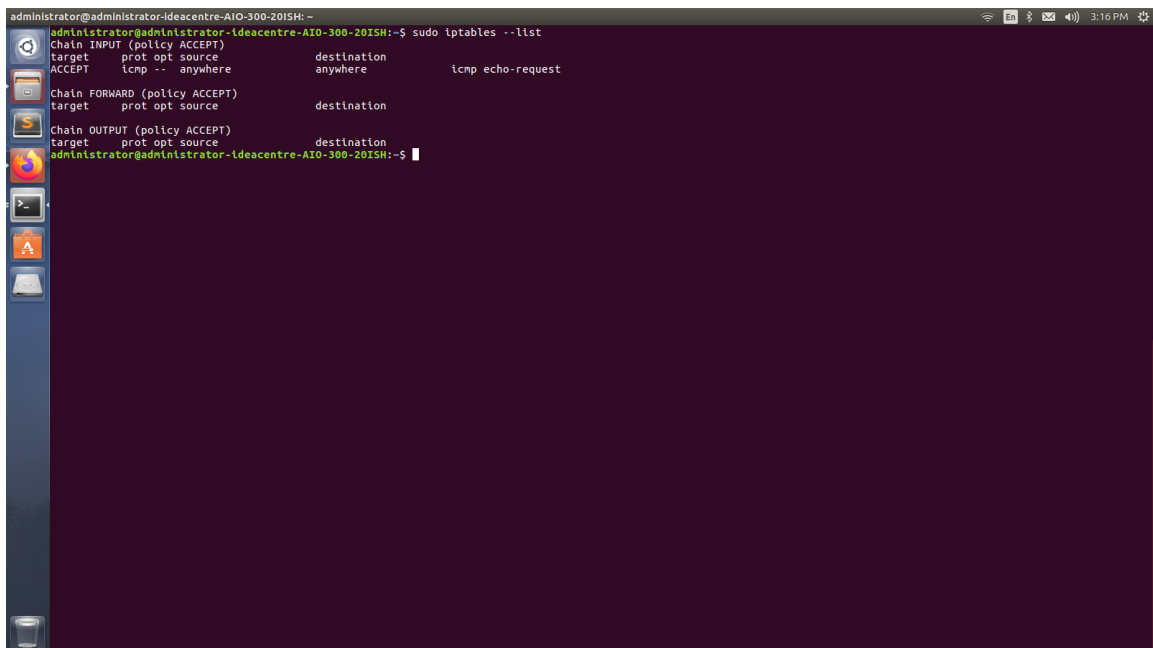 administrator@administrator-ideacentre-AIO-300-20ISH: ~
En
3:16 PM
administrator@administrator-ideacentre-AIO-300-20ISH:~$ sudo iptables --list
Chain INPUT (policy ACCEPT)
target     prot opt source               destination
ACCEPT     icmp --  anywhere             anywhere             icmp echo-request
Chain FORWARD (policy ACCEPT)
target     prot opt source               destination
Chain OUTPUT (policy ACCEPT)
target     prot opt source               destination
administrator@administrator-ideacentre-AIO-300-20ISH:~$